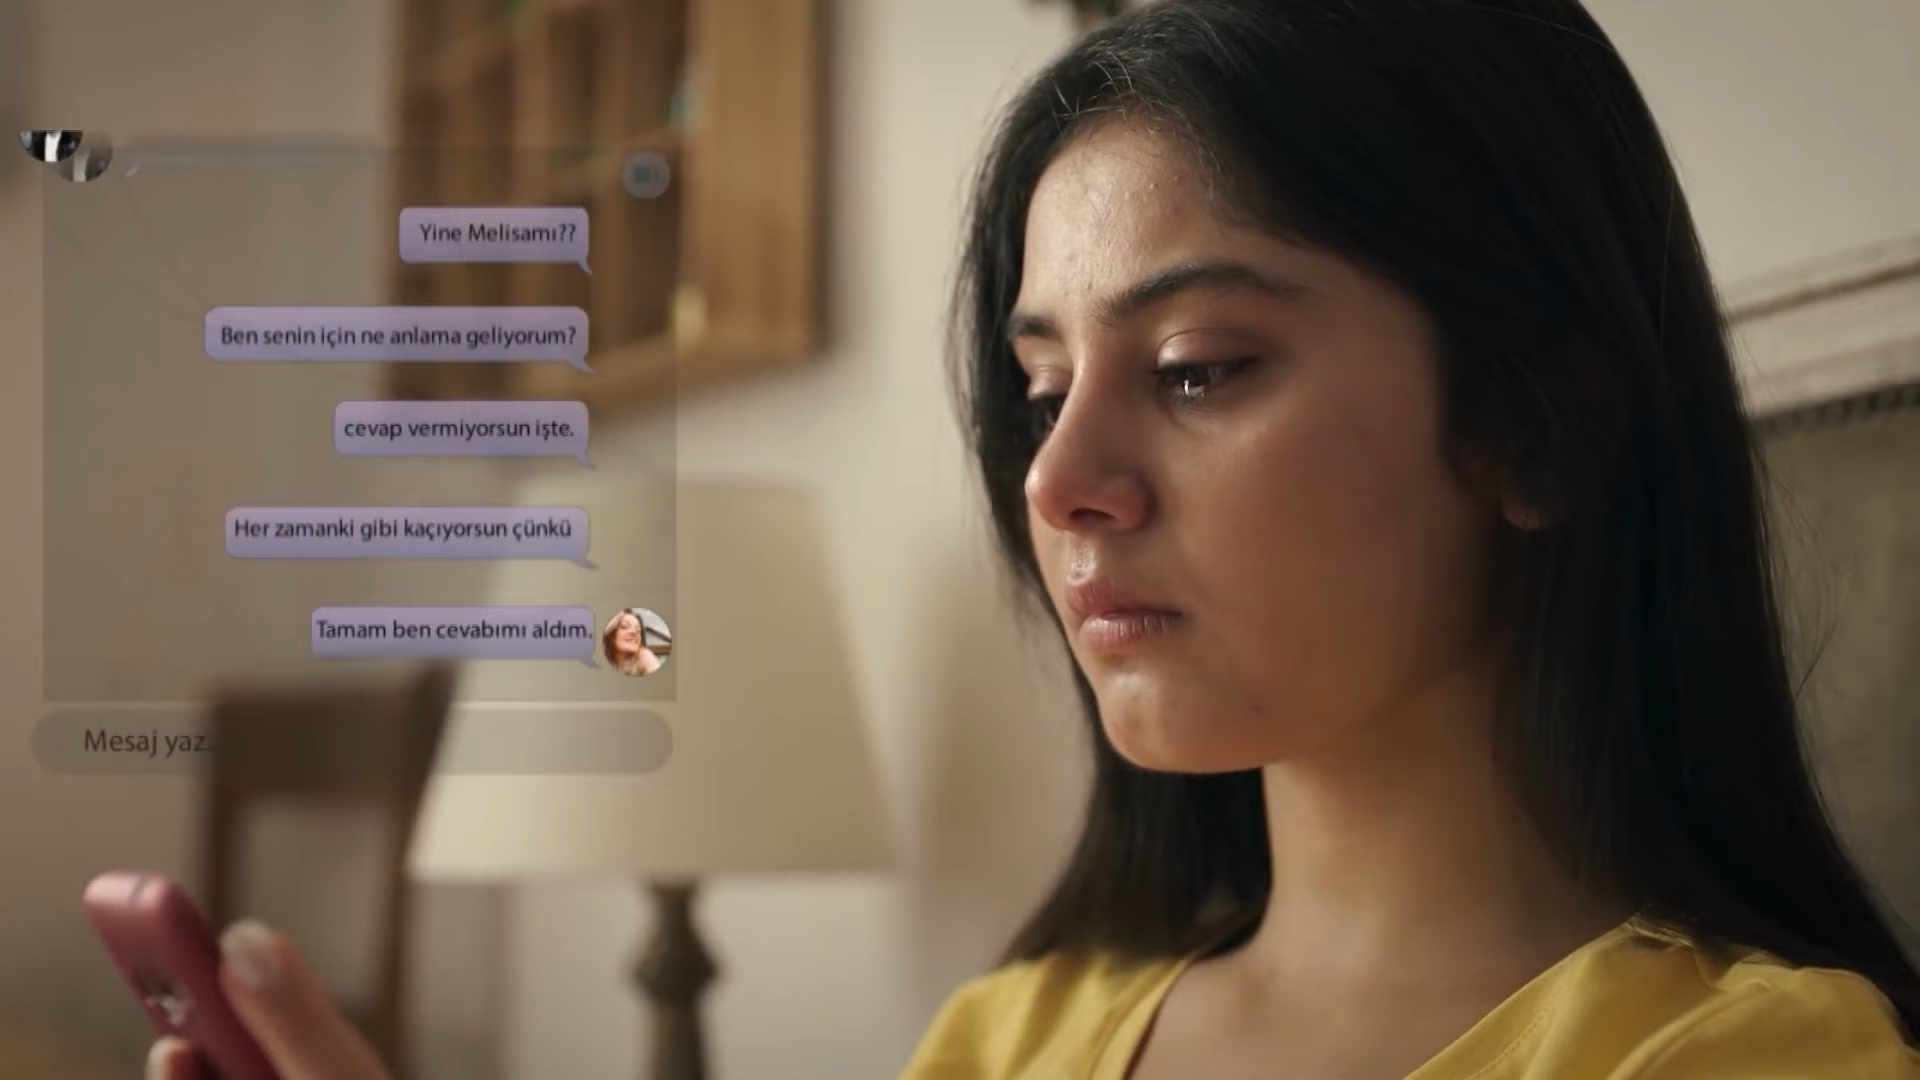 Yine Melisamı??
Ben senin için ne anlama geliyorum?
cevap vermiyorsun işte.
Her zamanki gibi kaçıyorsun çünkü
Tamam ben cevabımı aldım.
Mesaj yaz